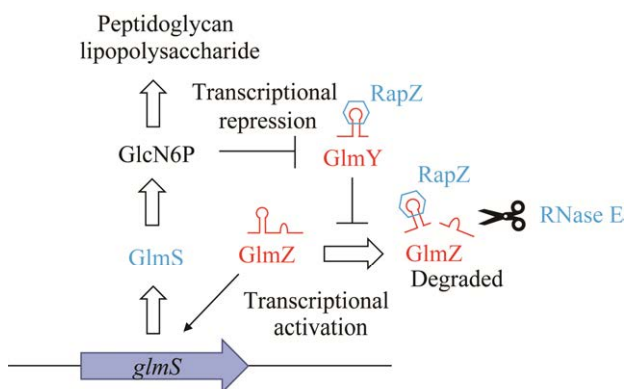 Peptidoglycan
lipopolysaccharide
Transcriptional
repression
RapZ
GlcN6P
GlmY
RapZ
RNase E
GlmS
GlmZ
GlmZ
Degraded
Transcriptional
activation
glmS